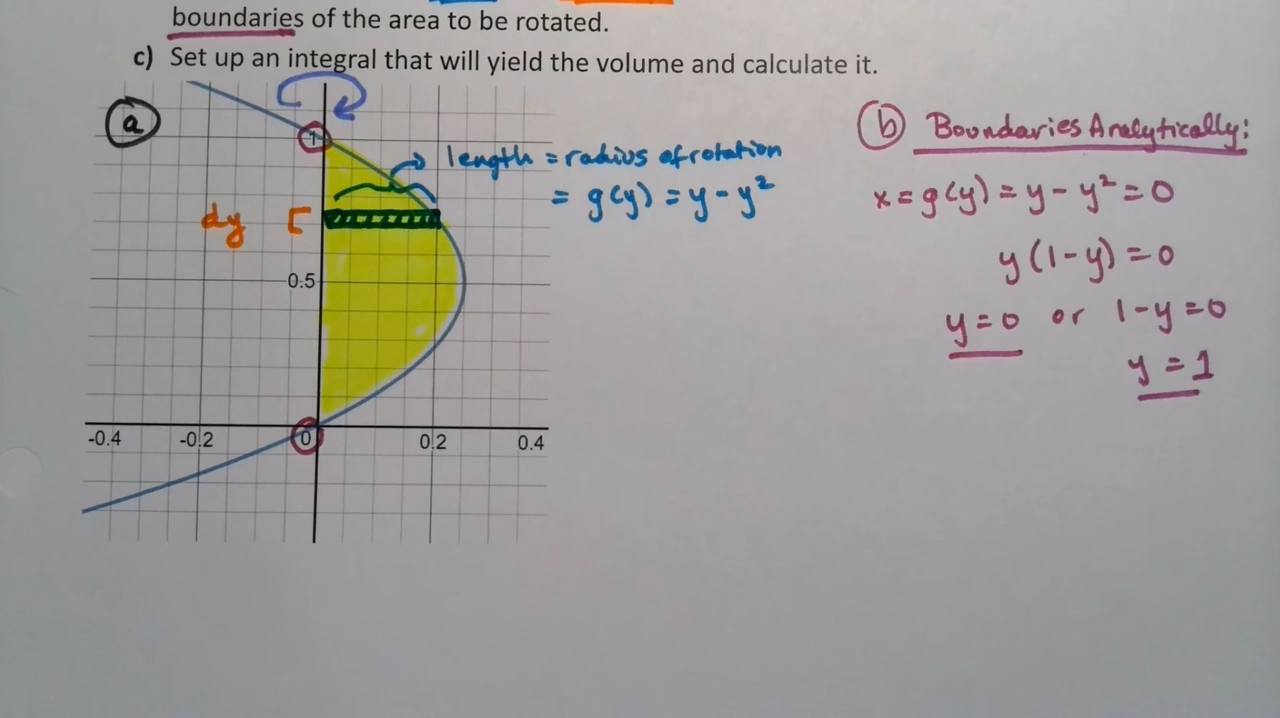 boundaries of the area to be rotated.
c) Set up an integral that will yield the volume and calculate it.
a
1
length = radius of rotation
= g(y) = y - y²
dy
0.5
-0.4 -0.2 0 0.2 0.4
b Boundaries Analytically:
x = g(y) = y - y² = 0
y(1-y) = 0
y = 0 or 1-y = 0
y = 1